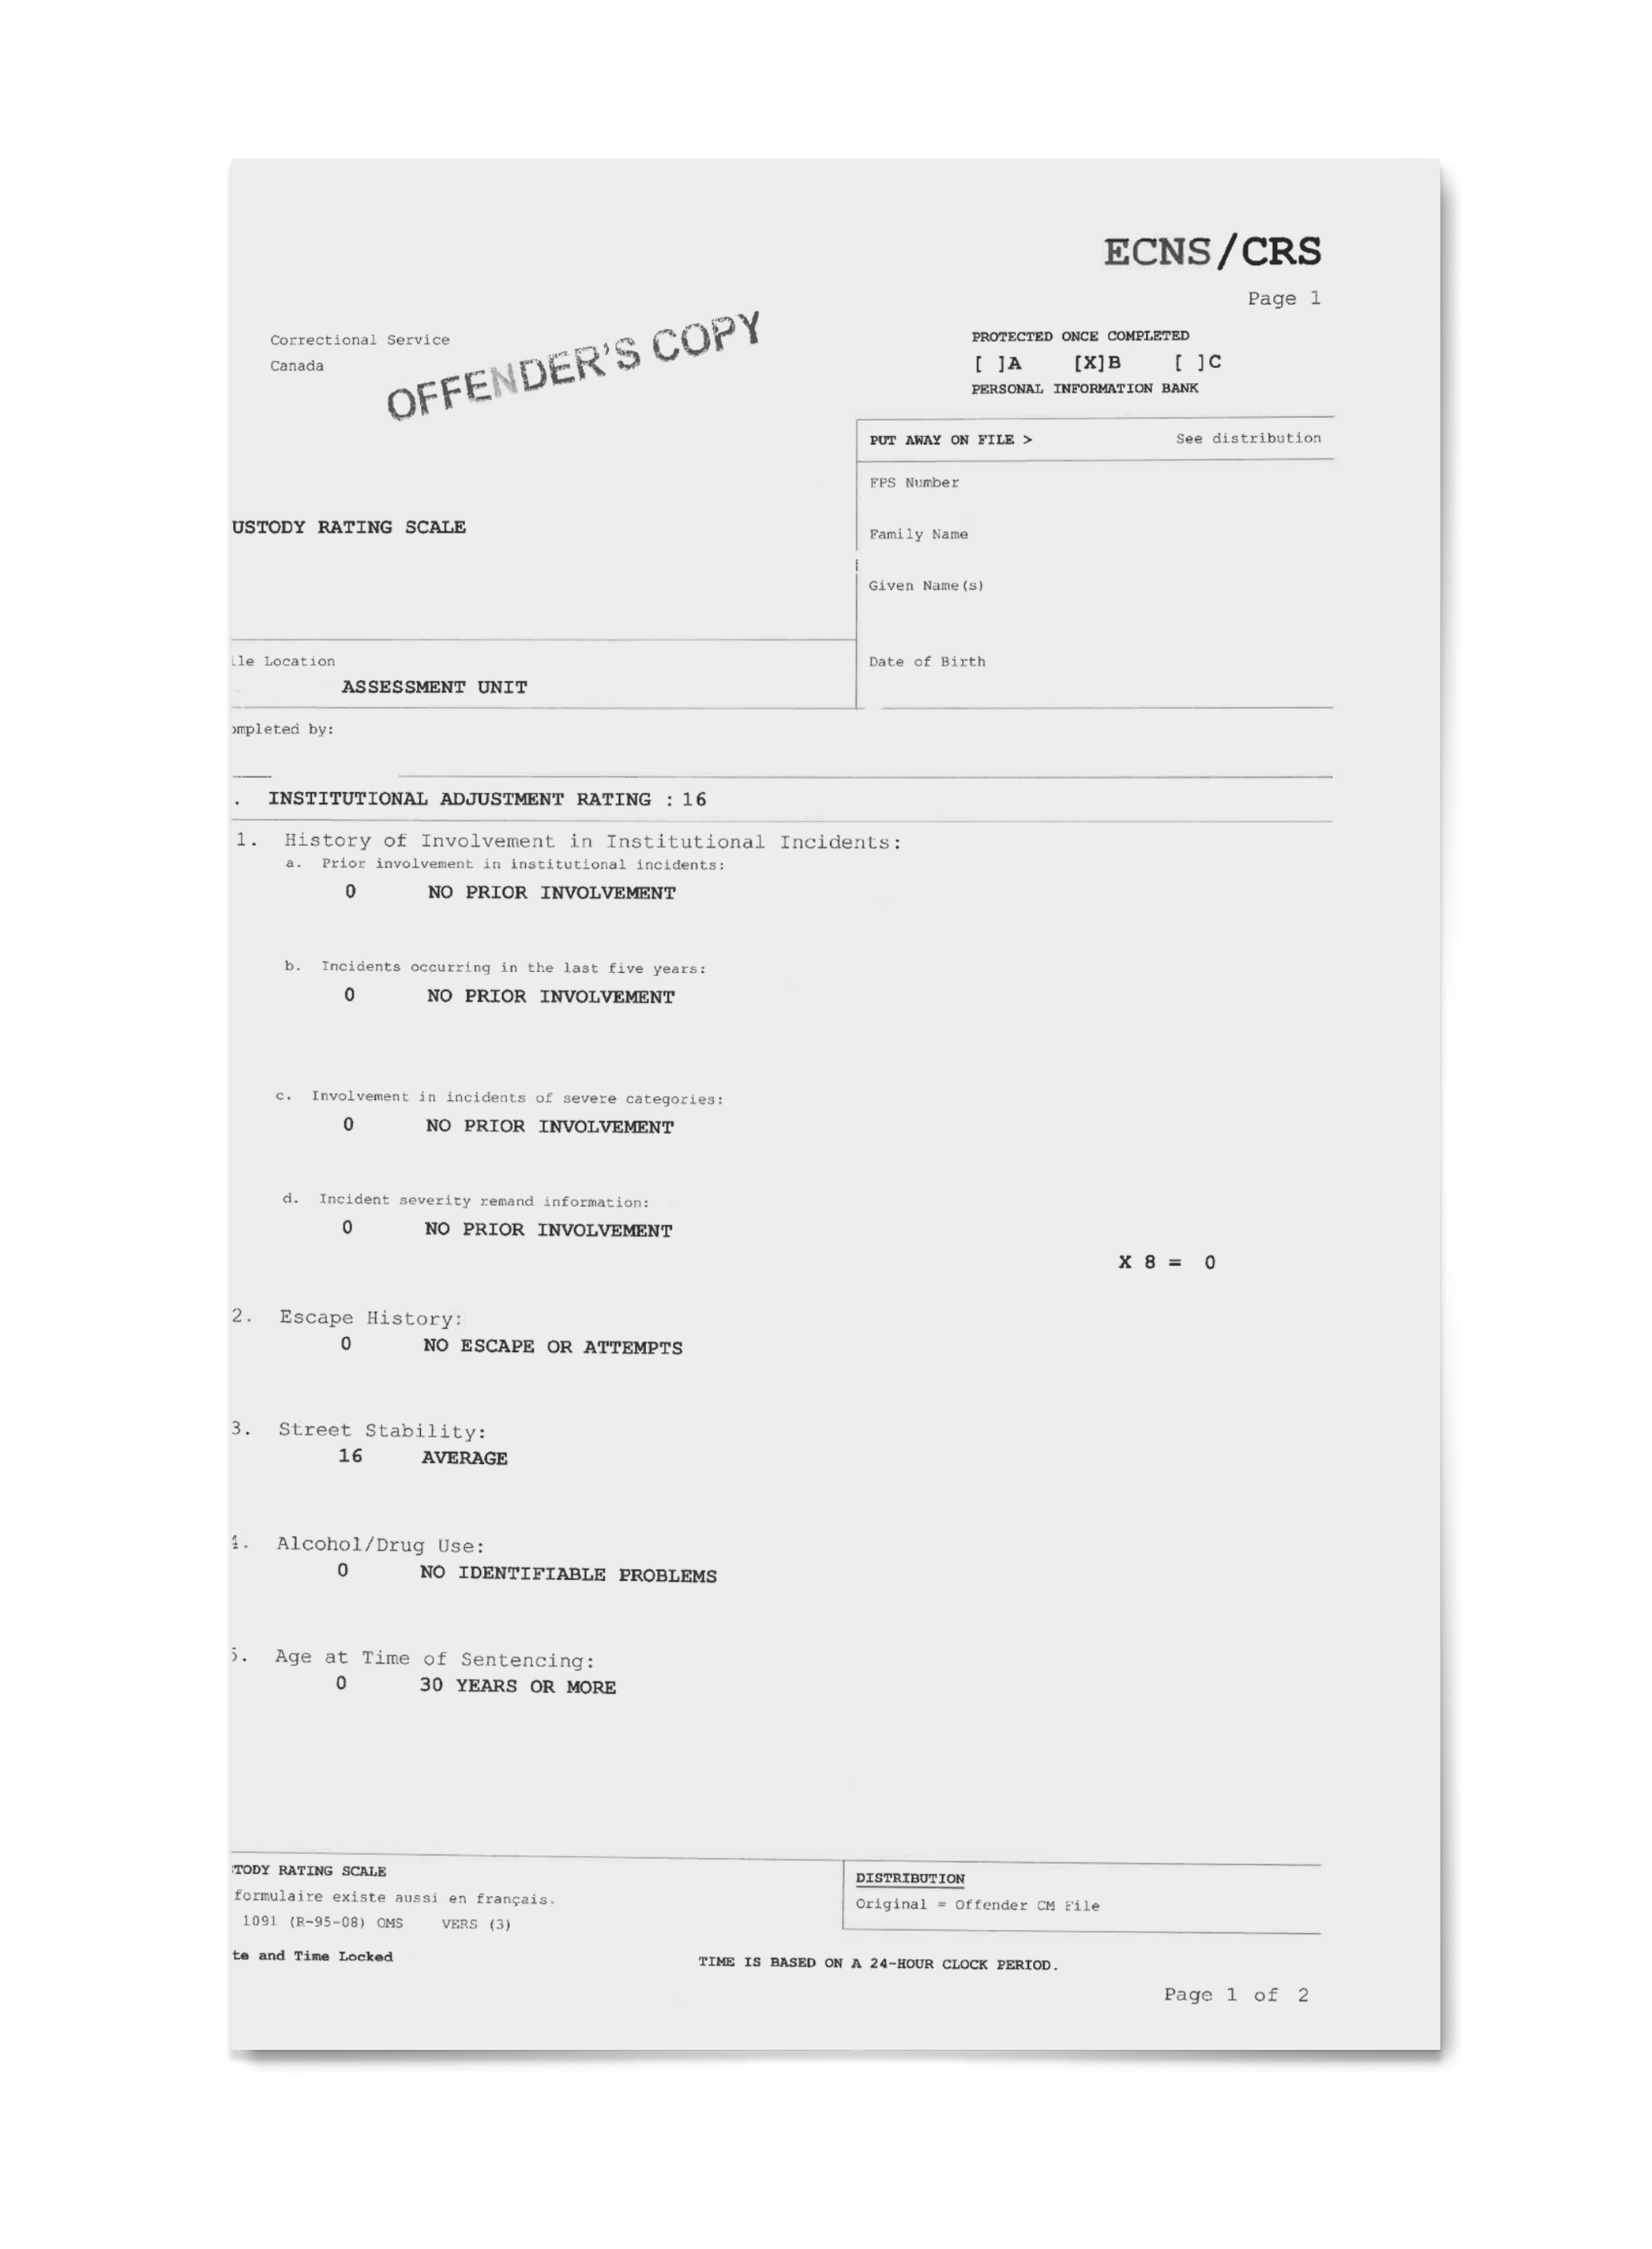 ECNS/CRS
Page 1
Correctional Service
Canada
OFFENDER'S COPY
PROTECTED ONCE COMPLETED
[ ]A [X]B [ ]C
PERSONAL INFORMATION BANK
PUT AWAY ON FILE > See distribution
FPS Number
USTODY RATING SCALE
Family Name
Given Name(s)
le Location
Date of Birth
ASSESSMENT UNIT
ompleted by:
. INSTITUTIONAL ADJUSTMENT RATING : 16
1. History of Involvement in Institutional Incidents:
a. Prior involvement in institutional incidents:
0 NO PRIOR INVOLVEMENT
b. Incidents occurring in the last five years:
0 NO PRIOR INVOLVEMENT
c. Involvement in incidents of severe categories:
0 NO PRIOR INVOLVEMENT
d. Incident severity remand information:
0 NO PRIOR INVOLVEMENT
X 8 = 0
2. Escape History:
0 NO ESCAPE OR ATTEMPTS
3. Street Stability:
16 AVERAGE
4. Alcohol/Drug Use:
0 NO IDENTIFIABLE PROBLEMS
5. Age at Time of Sentencing:
0 30 YEARS OR MORE
TODY RATING SCALE
formulaire existe aussi en français.
1091 (R-95-08) OMS VERS (3)
DISTRIBUTION
Original = Offender CM File
te and Time Locked
TIME IS BASED ON A 24-HOUR CLOCK PERIOD.
Page 1 of 2